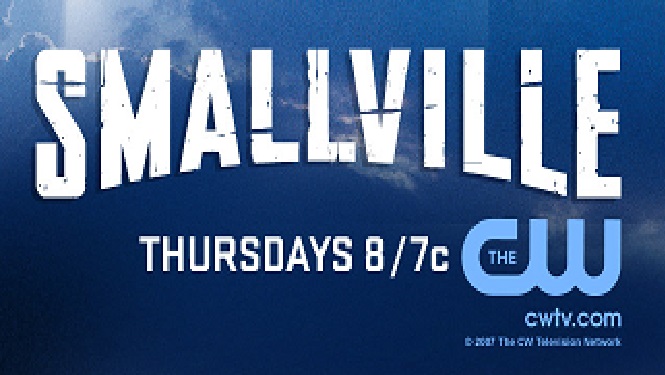 SMALLVILLE
THURSDAYS 8/7c THE CW
cwtv.com
© 2007 The CW Television Network